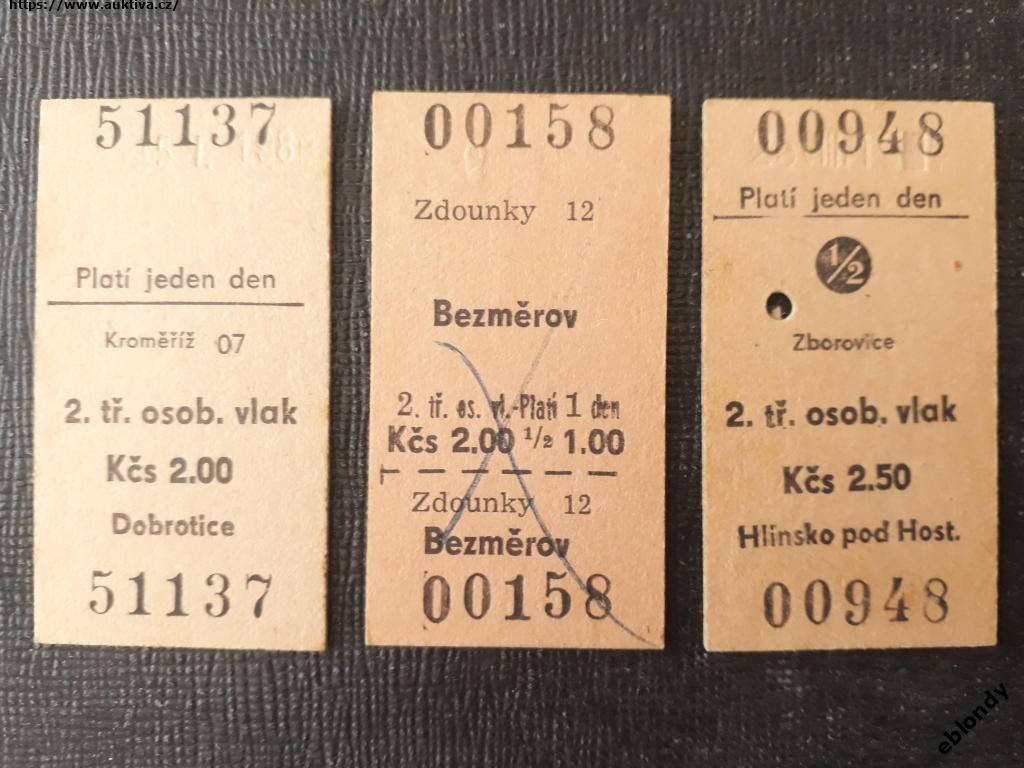 https://www.auktiva.cz/
51137
Platí jeden den
Kroměříž 07
2. tř. osob. vlak
Kčs 2.00
Dobrotice
51137
00158
Zdounky 12
Bezměrov
2. tř. os. vl.-Platí 1 den
Kčs 2.00 1/2 1.00
Zdounky 12
Bezměrov
00158
00948
Platí jeden den
1/2
Zborovice
2. tř. osob. vlak
Kčs 2.50
Hlinsko pod Host.
00948
eblondy